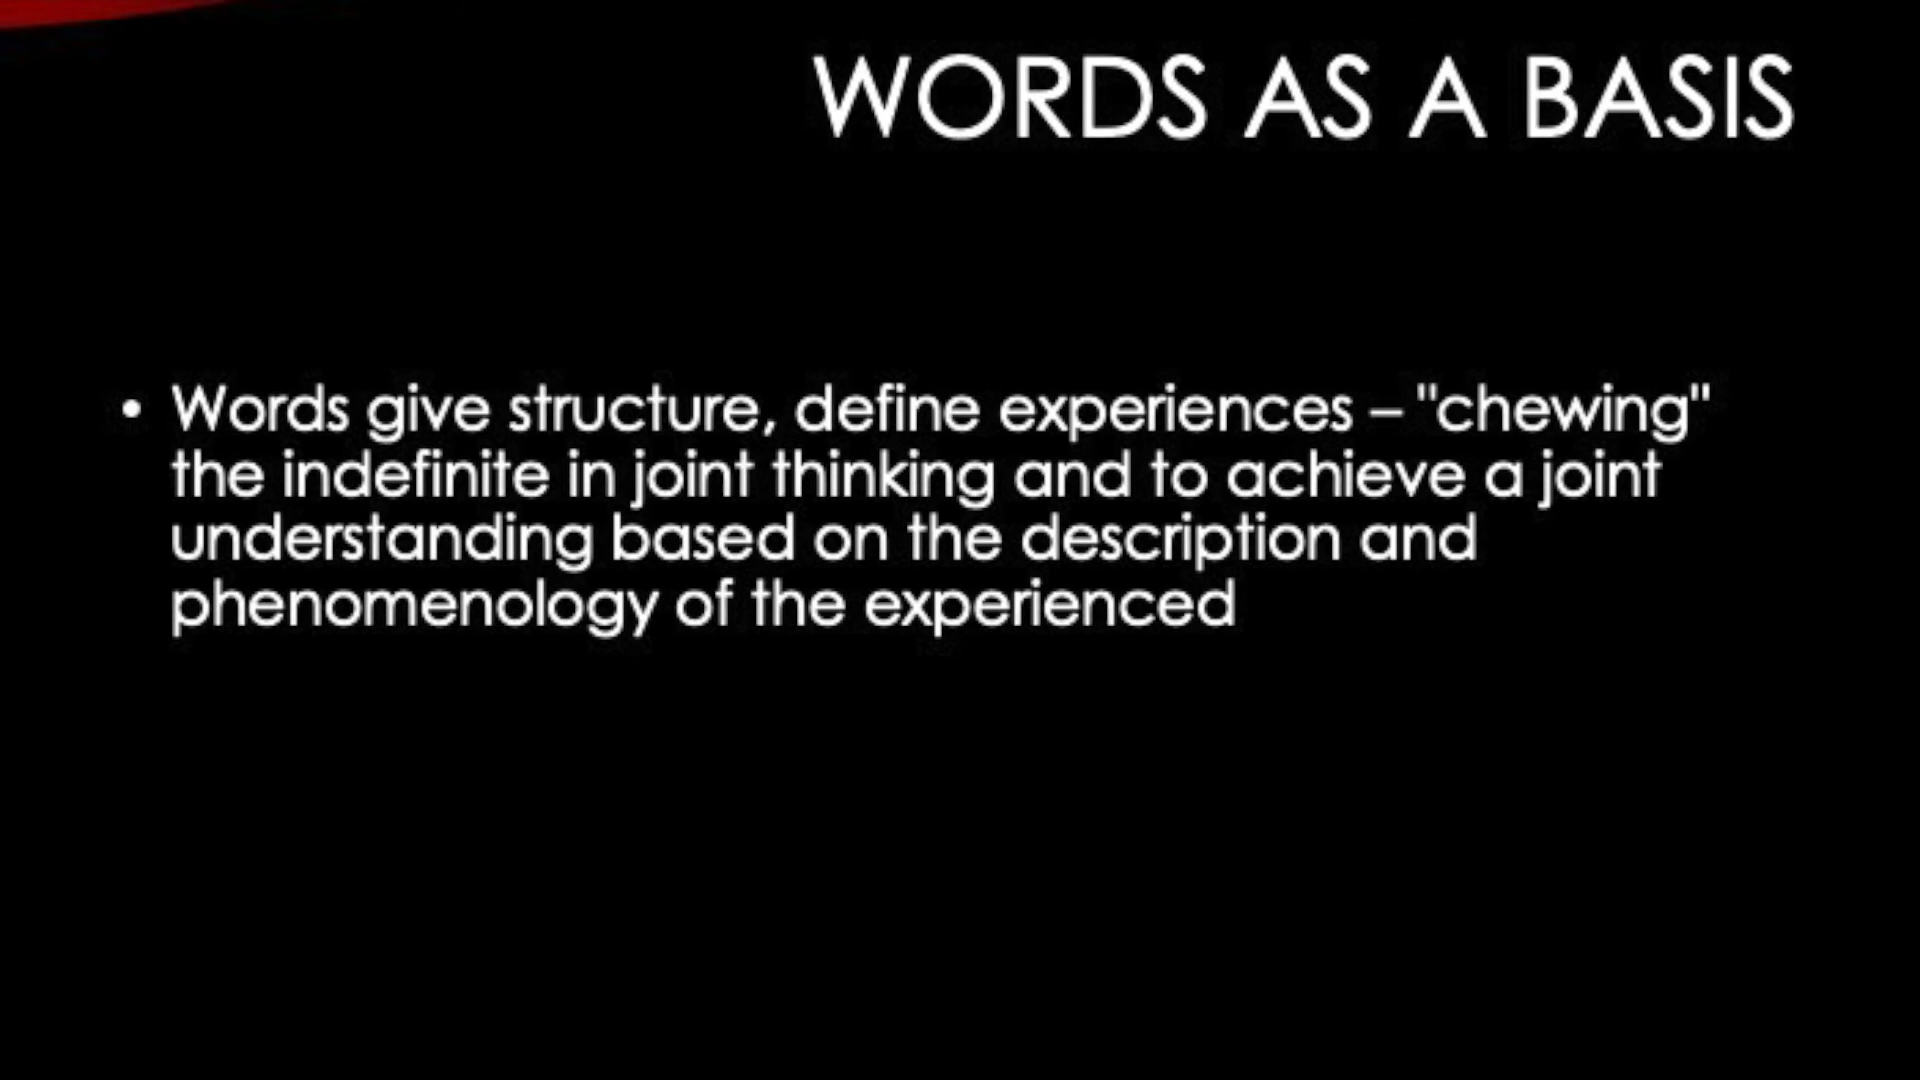 WORDS AS A BASIS
• Words give structure, define experiences – "chewing"
the indefinite in joint thinking and to achieve a joint
understanding based on the description and
phenomenology of the experienced